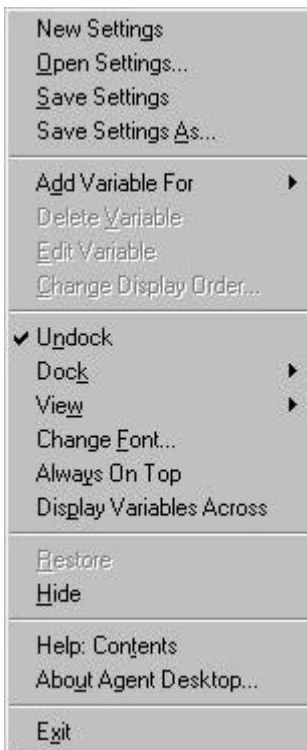 New Settings
Open Settings...
Save Settings
Save Settings As...
Add Variable For
Delete Variable
Edit Variable
Change Display Order...
Undock
Dock
View
Change Font...
Always On Top
Display Variables Across
Restore
Hide
Help: Contents
About Agent Desktop...
Exit